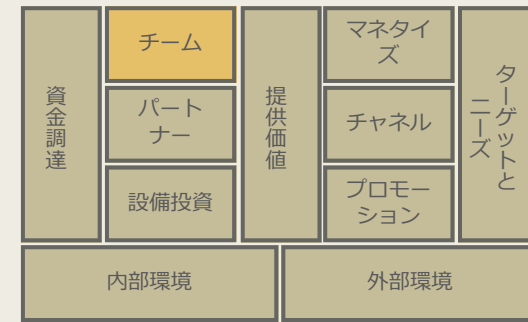 資金調達
チーム
パート
ナー
設備投資
提供価値
マネタイ
ズ
チャネル
プロモー
ション
ターゲットと
ニーズ
内部環境
外部環境